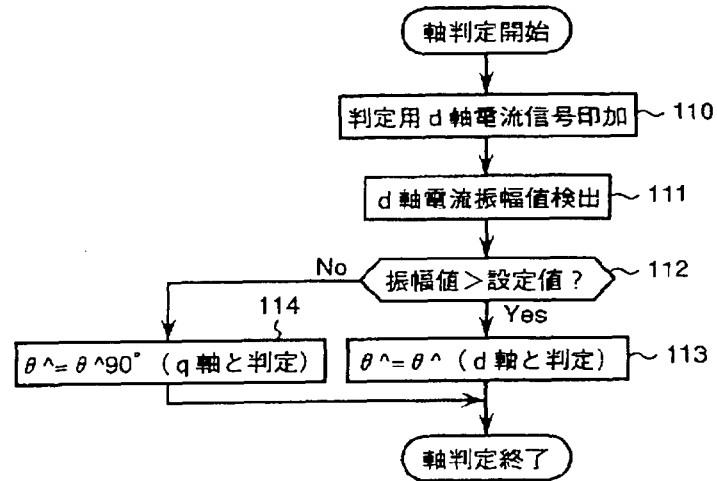 軸判定開始
判定用d軸電流信号印加
110
d軸電流振幅値検出
111
振幅値>設定値?
112
No
Yes
114
θ^=θ^90°(q軸と判定)
θ^=θ^(d軸と判定)
113
軸判定終了